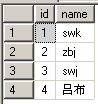 id name
1 1 swk
2 2 zbj
3 3 swj
4 4 吕布